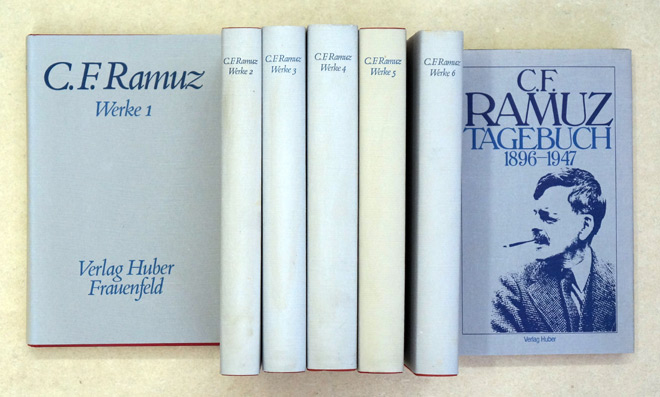 C.F. Ramuz
Werke 1
Verlag Huber
Frauenfeld
C.F. Ramuz
Werke 2
C.F. Ramuz
Werke 3
C.F. Ramuz
Werke 4
C.F. Ramuz
Werke 5
C.F. Ramuz
Werke 6
C.F.
RAMUZ
TAGEBUCH
1896–1947
Verlag Huber